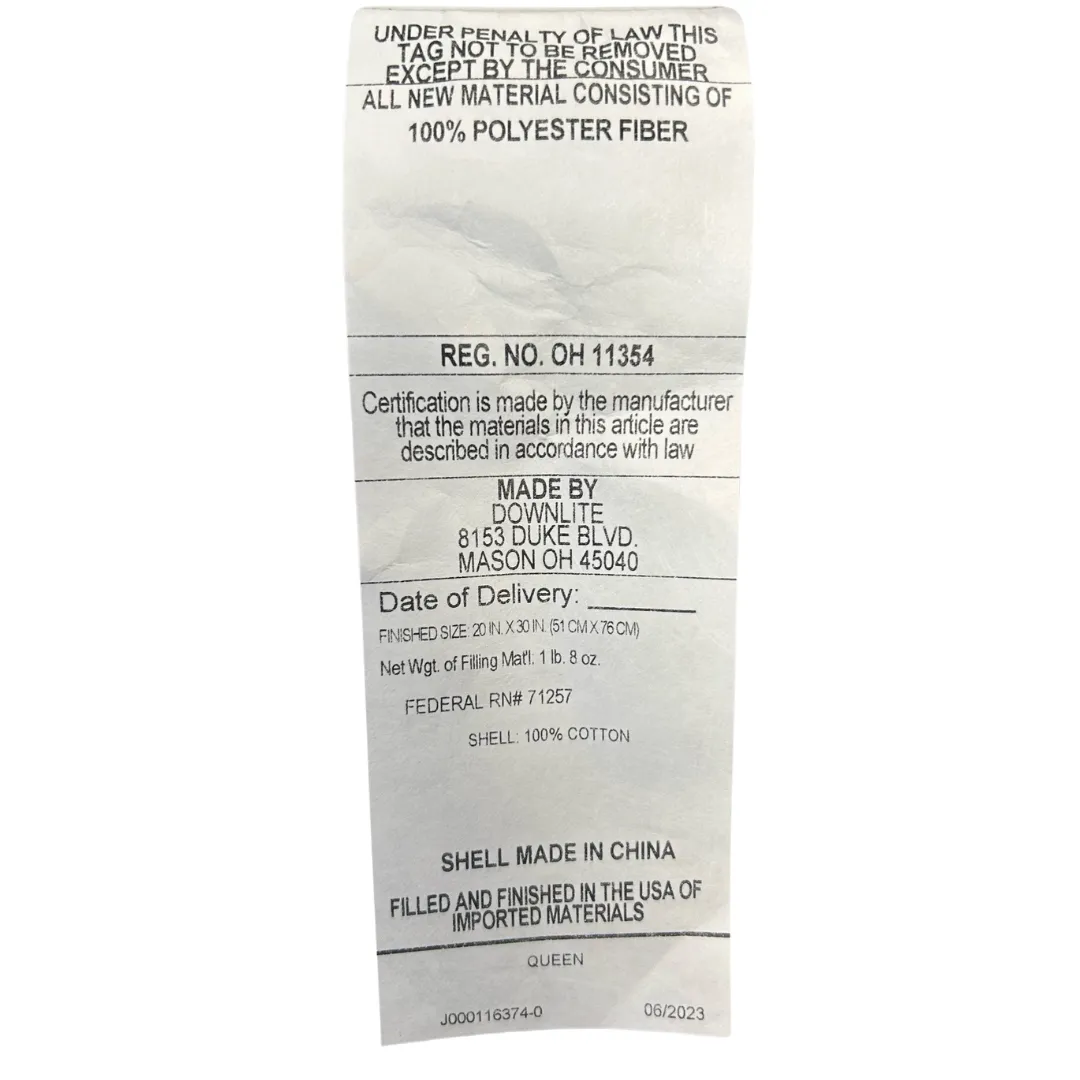 UNDER PENALTY OF LAW THIS
TAG NOT TO BE REMOVED
EXCEPT BY THE CONSUMER
ALL NEW MATERIAL CONSISTING OF
100% POLYESTER FIBER
REG. NO. OH 11354
Certification is made by the manufacturer
that the materials in this article are
described in accordance with law
MADE BY
DOWNLITE
8153 DUKE BLVD.
MASON OH 45040
Date of Delivery: ________
FINISHED SIZE: 20 IN. X 30 IN. (51 CM X 76 CM)
Net Wgt. of Filling Mat'l: 1 lb. 8 oz.
FEDERAL RN# 71257
SHELL: 100% COTTON
SHELL MADE IN CHINA
FILLED AND FINISHED IN THE USA OF
IMPORTED MATERIALS
QUEEN
J000116374-0 06/2023